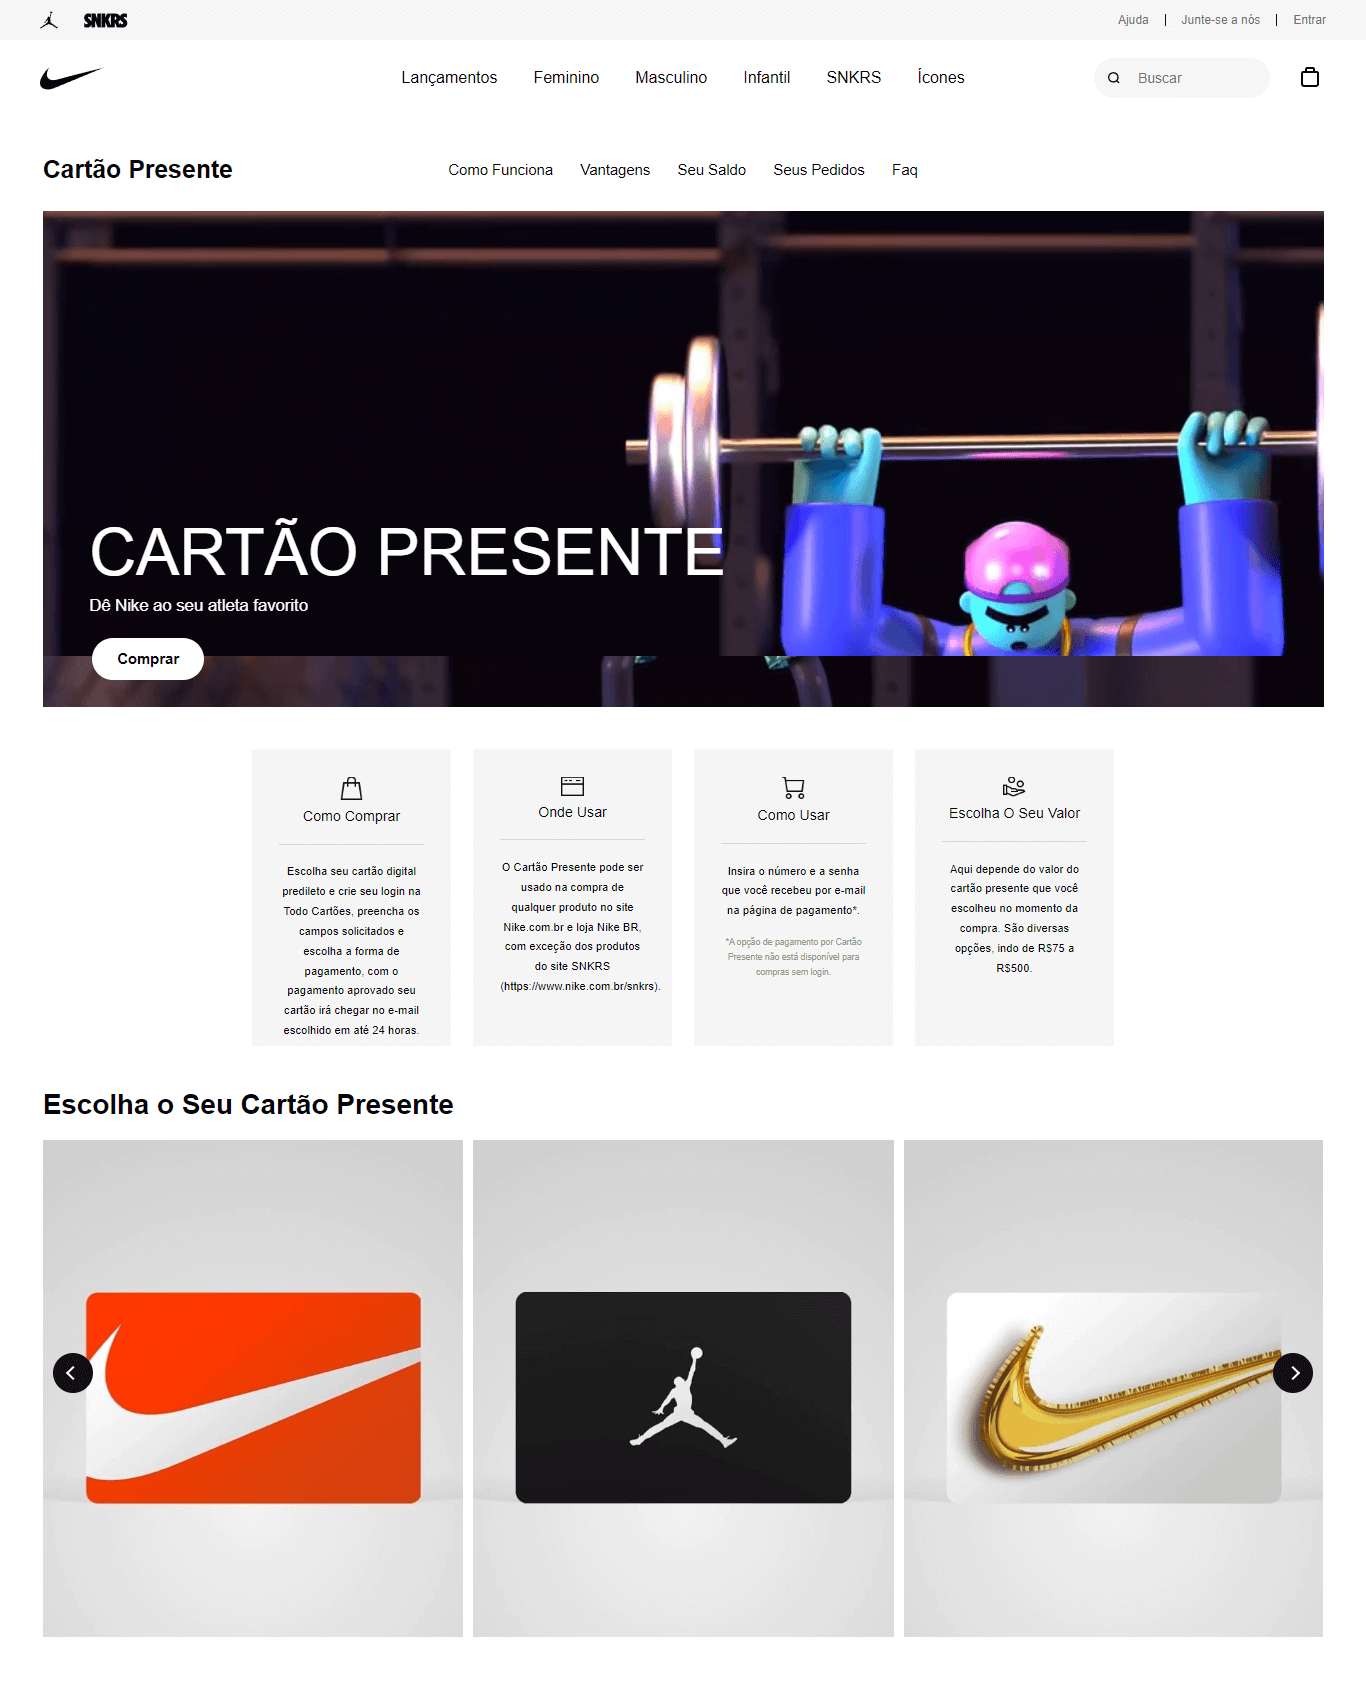 SNKRS
Ajuda
Junte-se a nós
Entrar
Lançamentos
Feminino
Masculino
Infantil
SNKRS
Ícones
Buscar
Cartão Presente
Como Funciona
Vantagens
Seu Saldo
Seus Pedidos
Faq
CARTÃO PRESENTE
Dê Nike ao seu atleta favorito
Comprar
Como Comprar
Escolha seu cartão digital
predileto e crie seu login na
Todo Cartões, preencha os
campos solicitados e
escolha a forma de
pagamento, com o
pagamento aprovado seu
cartão irá chegar no e-mail
escolhido em até 24 horas.
Onde Usar
O Cartão Presente pode ser
usado na compra de
qualquer produto no site
Nike.com.br e loja Nike BR,
com exceção dos produtos
do site SNKRS
(https://www.nike.com.br/snkrs).
Como Usar
Insira o número e a senha
que você recebeu por e-mail
na página de pagamento*.
*A opção de pagamento por Cartão
Presente não está disponível para
compras sem login.
Escolha O Seu Valor
Aqui depende do valor do
cartão presente que você
escolheu no momento da
compra. São diversas
opções, indo de R$75 a
R$500.
Escolha o Seu Cartão Presente